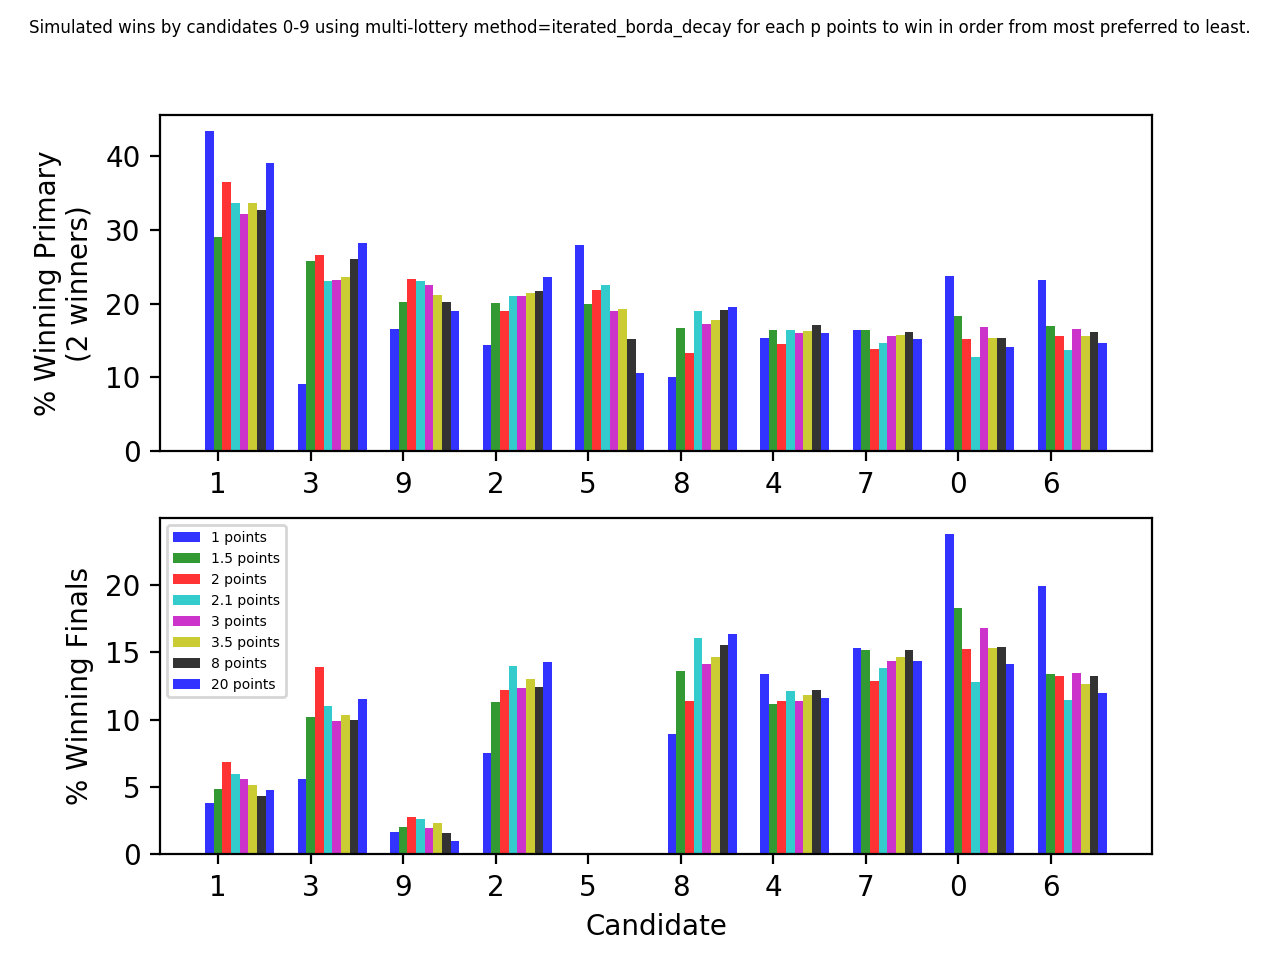 Simulated wins by candidates 0-9 using multi-lottery method=iterated_borda_decay for each p points to win in order from most preferred to least.
% Winning Primary
(2 winners)
40
30
20
10
0
1 3 9 2 5 8 4 7 0 6
% Winning Finals
20
15
10
5
0
1 points
1.5 points
2 points
2.1 points
3 points
3.5 points
8 points
20 points
1 3 9 2 5 8 4 7 0 6
Candidate